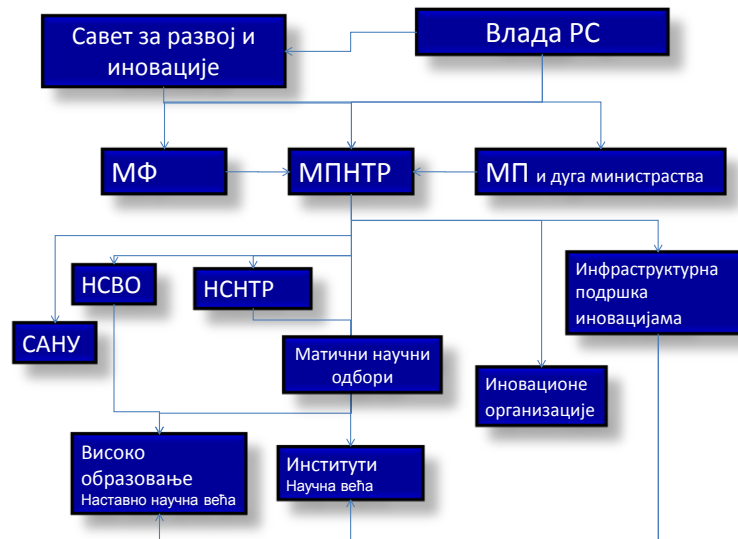 Савет за развој и
иновације
Влада РС
МФ
МПНТР
МП и дуга министраства
НСВО
НСНТР
Инфраструктурна
подршка
иновацијама
САНУ
Матични научни
одбори
Иновационе
организације
Високо
образовање
Наставно научна већа
Институти
Научна већа